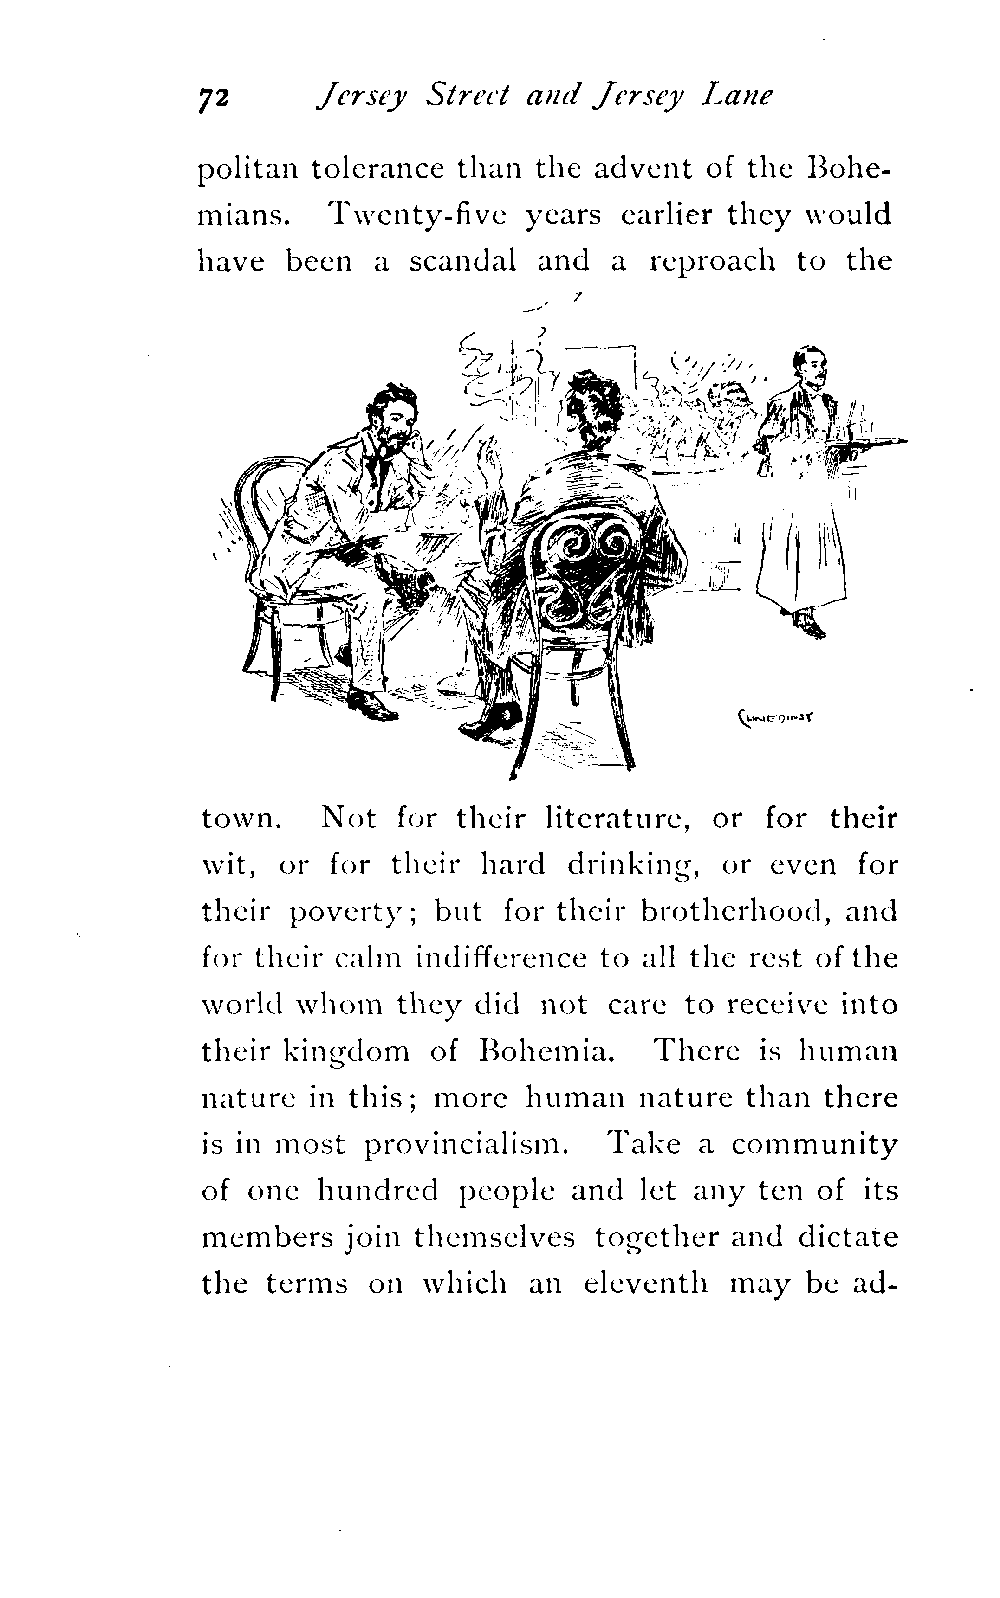 72 Jersey Street and Jersey Lane
politan tolerance than the advent of the Bohe-
mians. Twenty-five years earlier they would
have been a scandal and a reproach to the
Clinedinst
town. Not for their literature, or for their
wit, or for their hard drinking, or even for
their poverty; but for their brotherhood, and
for their calm indifference to all the rest of the
world whom they did not care to receive into
their kingdom of Bohemia. There is human
nature in this; more human nature than there
is in most provincialism. Take a community
of one hundred people and let any ten of its
members join themselves together and dictate
the terms on which an eleventh may be ad-